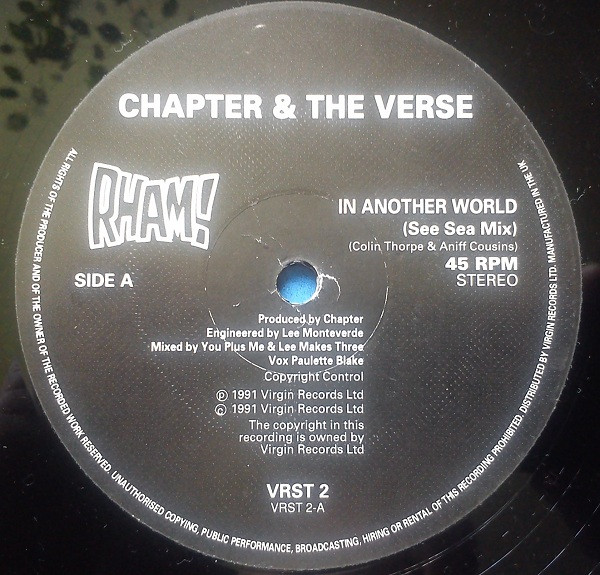 CHAPTER & THE VERSE
RHAM!
IN ANOTHER WORLD
(See Sea Mix)
(Colin Thorpe & Aniff Cousins)
45 RPM
STEREO
SIDE A
Produced by Chapter
Engineered by Lee Monteverde
Mixed by You Plus Me & Lee Makes Three
Vox Paulette Blake
Copyright Control
℗ 1991 Virgin Records Ltd
© 1991 Virgin Records Ltd
The copyright in this
recording is owned by
Virgin Records Ltd
VRST 2
VRST 2-A
ALL RIGHTS OF THE PRODUCER AND OF THE OWNER OF THE RECORDED WORK RESERVED. UNAUTHORISED COPYING, PUBLIC PERFORMANCE, BROADCASTING, HIRING OR RENTAL OF THIS RECORDING PROHIBITED. DISTRIBUTED BY VIRGIN RECORDS LTD. MANUFACTURED IN THE UK